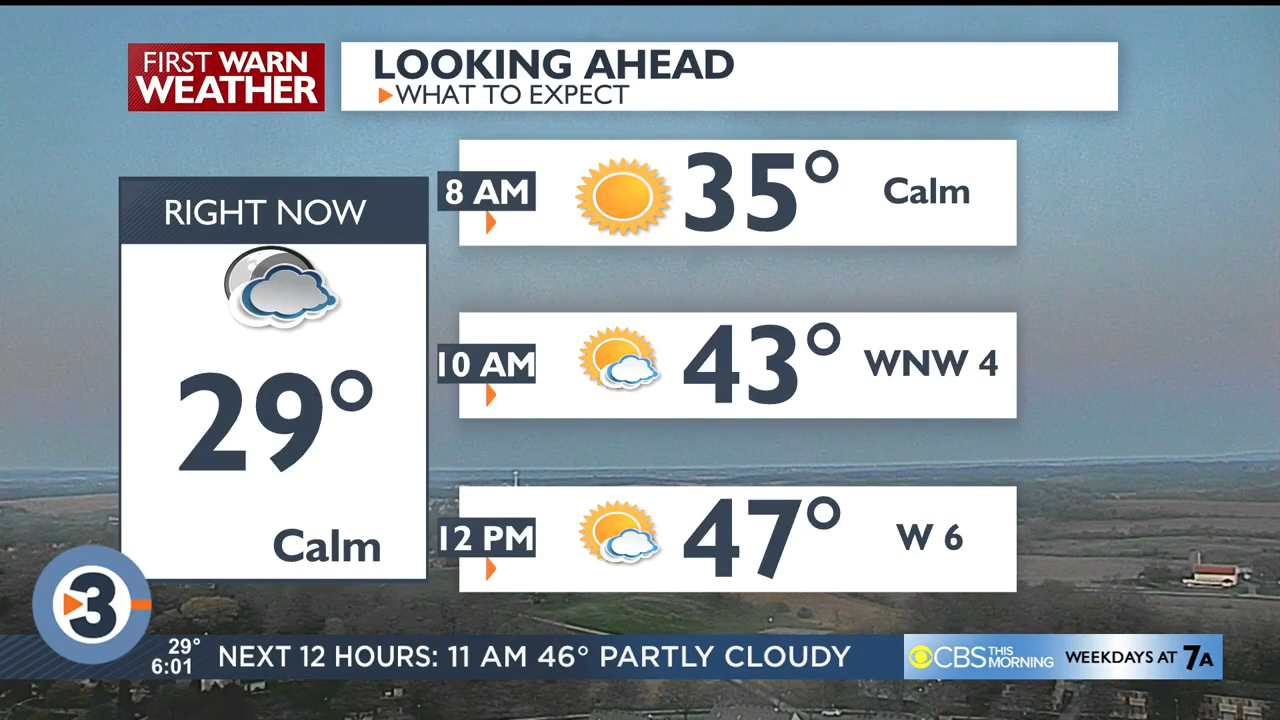 FIRST WARN
WEATHER
LOOKING AHEAD
WHAT TO EXPECT
RIGHT NOW
29°
Calm
8 AM
35°
Calm
10 AM
43°
WNW 4
12 PM
47°
W 6
3
29°
6:01
NEXT 12 HOURS: 11 AM 46° PARTLY CLOUDY
CBS THIS MORNING
WEEKDAYS AT 7A